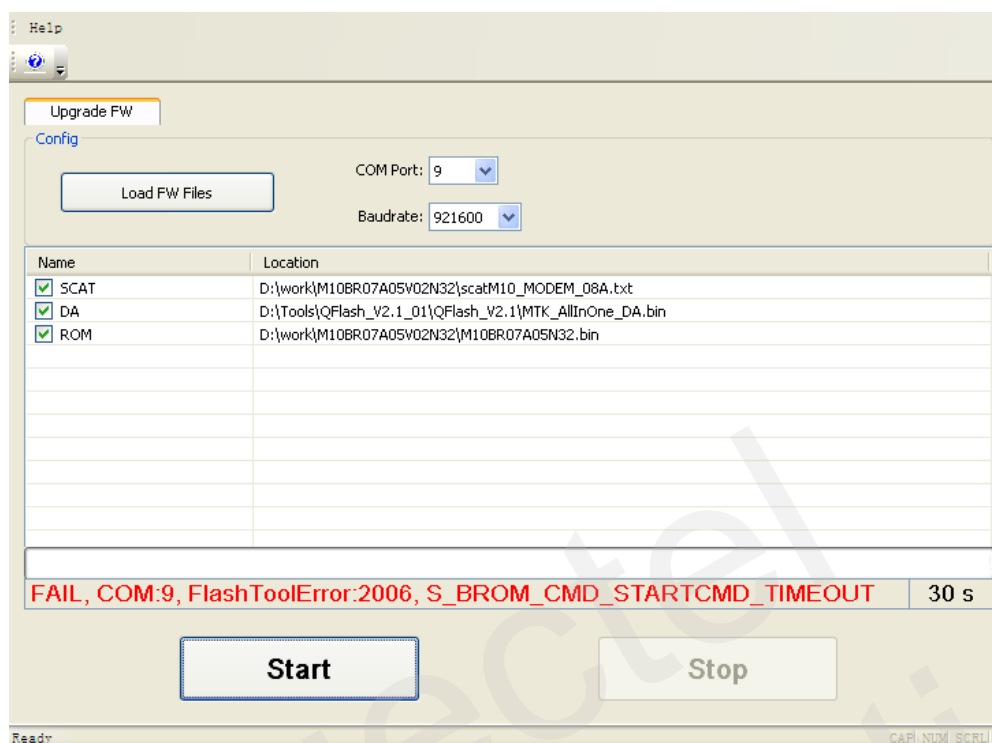 Help
Upgrade FW
Config
Load FW Files
COM Port: 9
Baudrate: 921600
Name Location
SCAT D:\work\M10BR07A05V02N32\scatM10_MODEM_08A.txt
DA D:\Tools\QFlash_V2.1_01\QFlash_V2.1\MTK_AllInOne_DA.bin
ROM D:\work\M10BR07A05V02N32\M10BR07A05N32.bin
FAIL, COM:9, FlashToolError:2006, S_BROM_CMD_STARTCMD_TIMEOUT 30 s
Start Stop
Ready CAP NUM SCRL